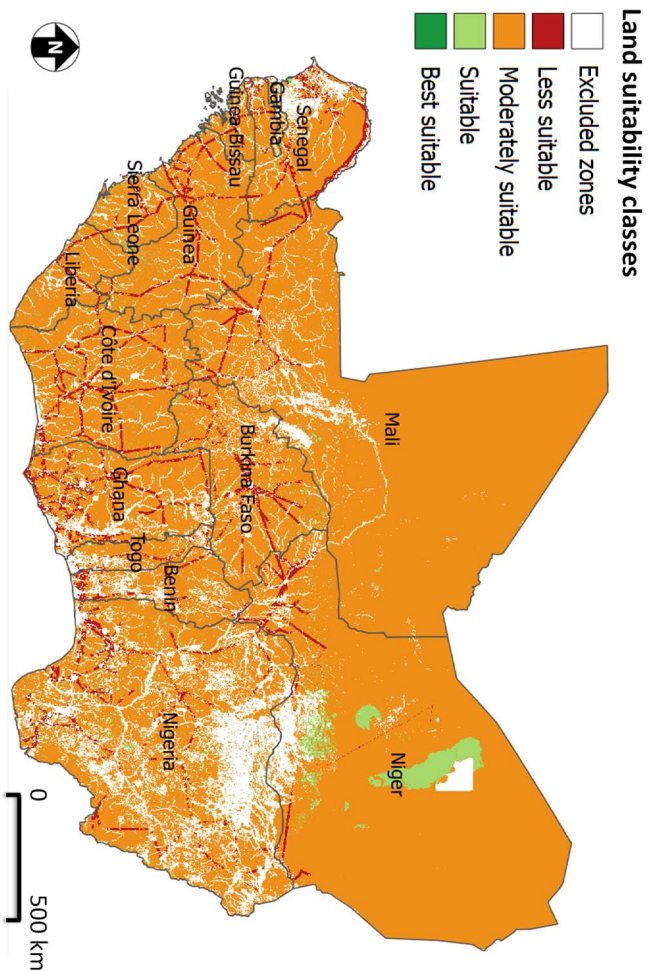 Land suitability classes
Excluded zones
Less suitable
Moderately suitable
Suitable
Best suitable
N
Senegal
Gambia
Guinea Bissau
Guinea
Sierra Leone
Liberia
Côte d'Ivoire
Mali
Burkina Faso
Ghana
Togo
Benin
Nigeria
Niger
0
500 km